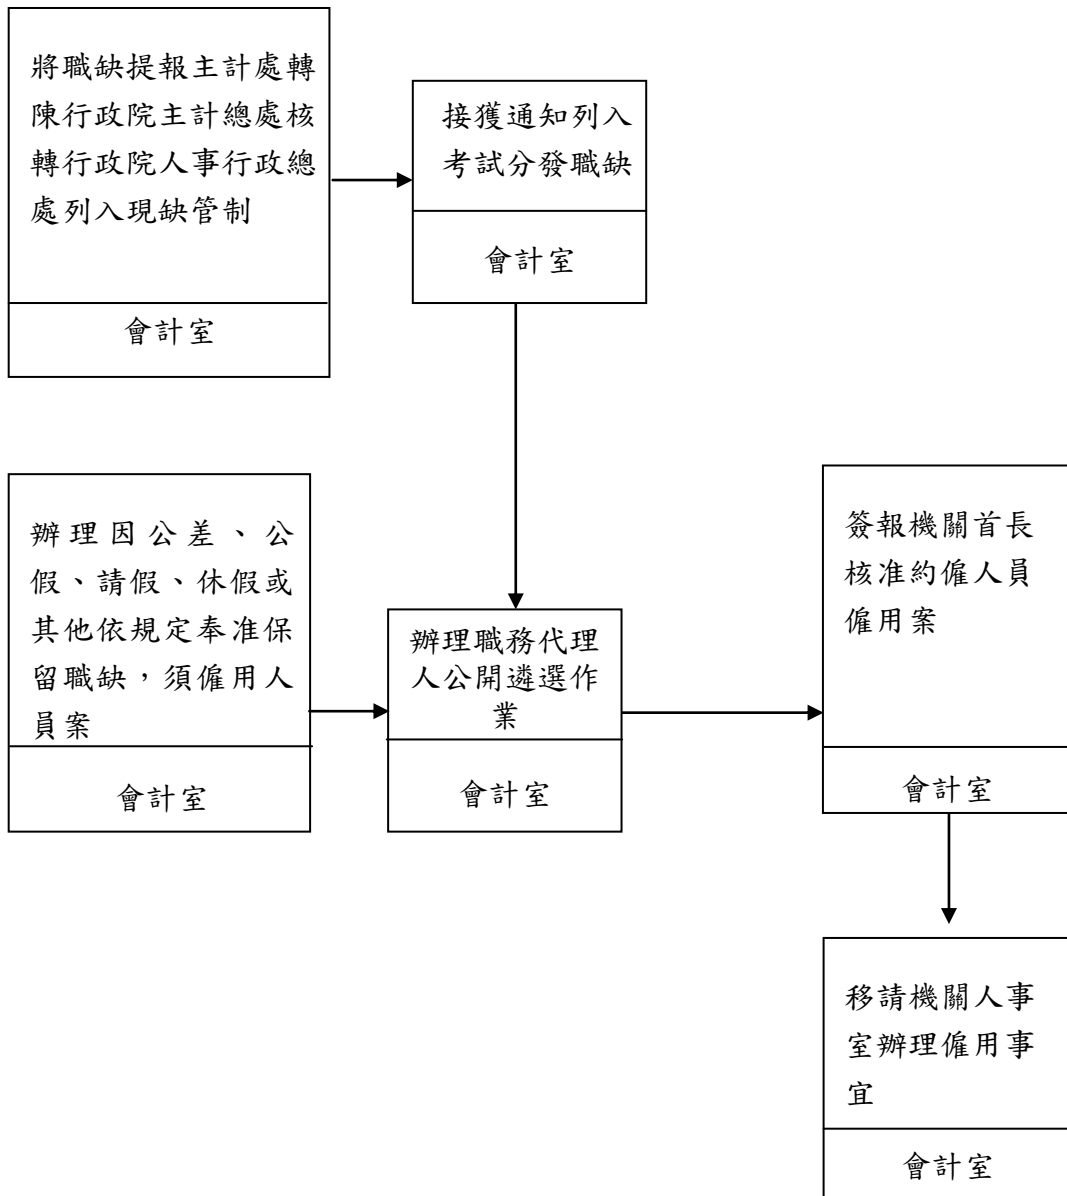 將職缺提報主計處轉
陳行政院主計總處核
轉行政院人事行政總
處列入現缺管制
會計室
接獲通知列入
考試分發職缺
會計室
辦理因公差、公
假、請假、休假或
其他依規定奉准保
留職缺，須僱用人
員案
會計室
辦理職務代理
人公開遴選作
業
會計室
簽報機關首長
核准約僱人員
僱用案
會計室
移請機關人事
室辦理僱用事
宜
會計室